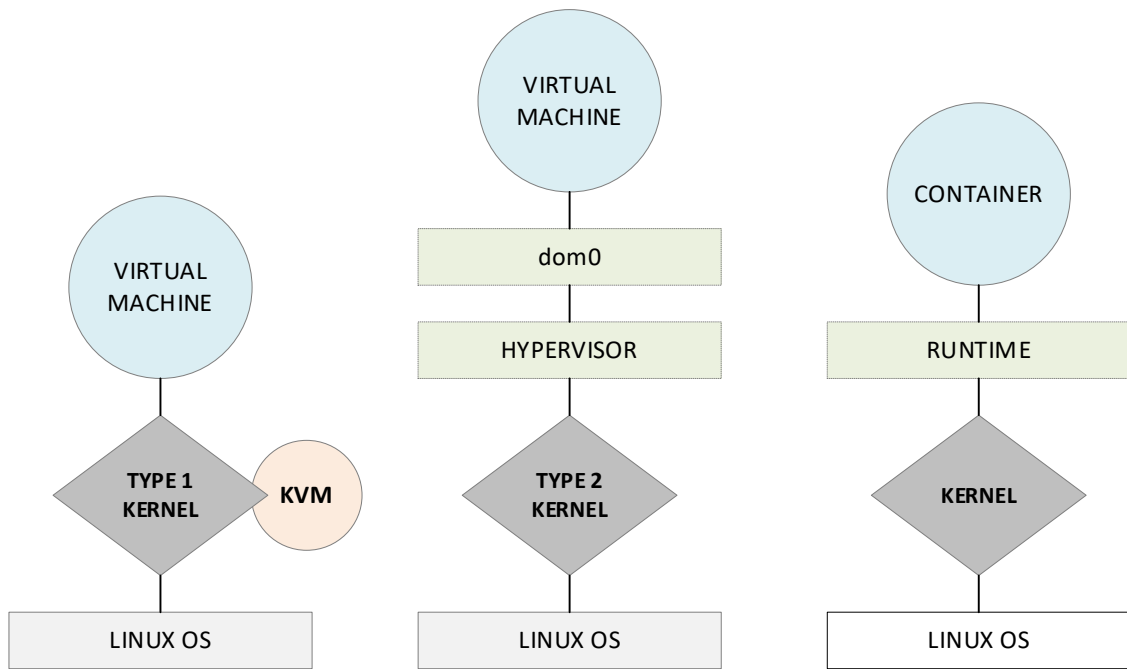 VIRTUAL
MACHINE
TYPE 1
KERNEL
KVM
LINUX OS
VIRTUAL
MACHINE
dom0
HYPERVISOR
TYPE 2
KERNEL
LINUX OS
CONTAINER
RUNTIME
KERNEL
LINUX OS